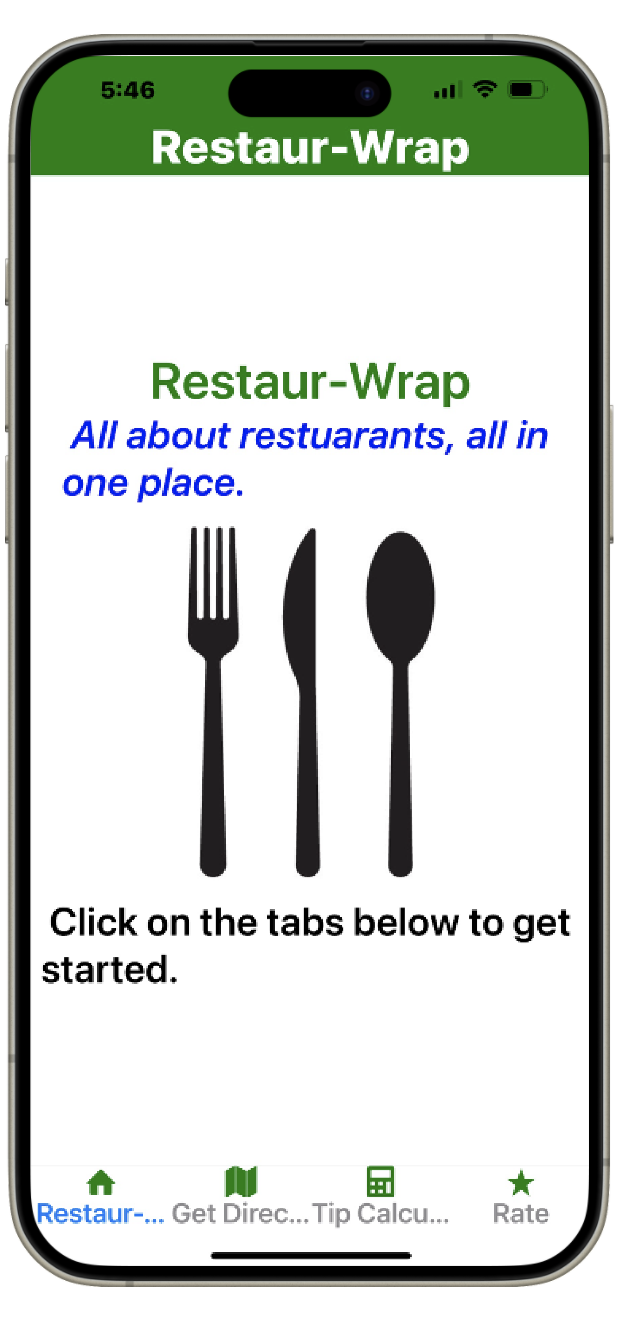 5:46
Restaur-Wrap
Restaur-Wrap
All about restuarants, all in
one place.
Click on the tabs below to get
started.
Restaur-... Get Direc... Tip Calcu... Rate